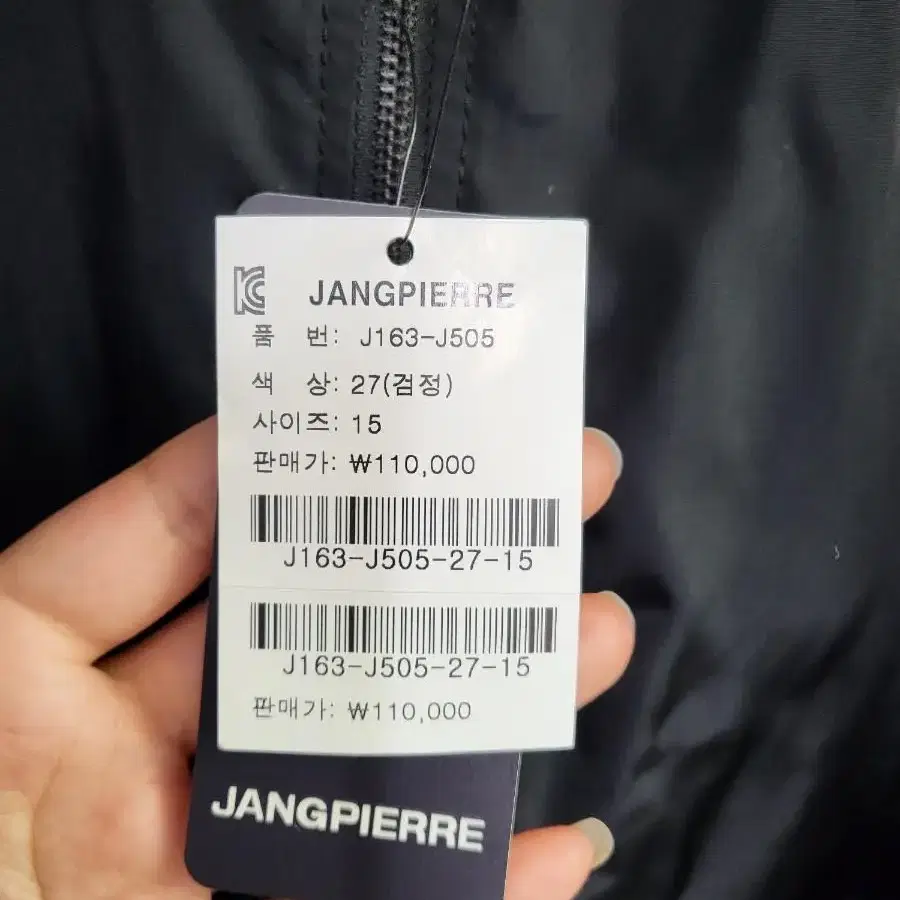 KC JANGPIERRE
품 번: J163-J505
색 상: 27(검정)
사이즈: 15
판매가: ₩110,000
J163-J505-27-15
J163-J505-27-15
판매가: ₩110,000
JANGPIERRE